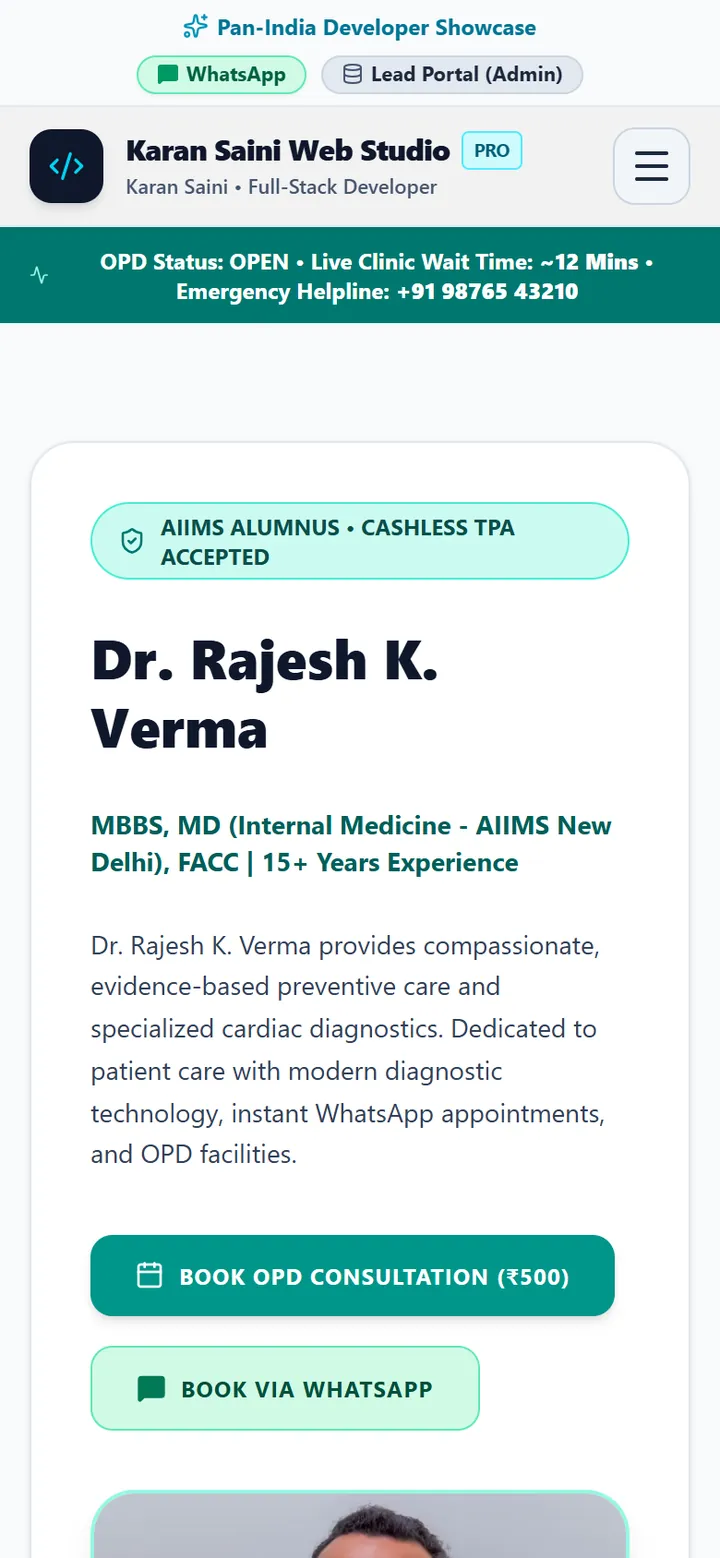 Pan-India Developer Showcase
WhatsApp
Lead Portal (Admin)
Karan Saini Web Studio PRO
Karan Saini • Full-Stack Developer
OPD Status: OPEN • Live Clinic Wait Time: ~12 Mins •
Emergency Helpline: +91 98765 43210
AIIMS ALUMNUS • CASHLESS TPA
ACCEPTED
Dr. Rajesh K.
Verma
MBBS, MD (Internal Medicine - AIIMS New
Delhi), FACC | 15+ Years Experience
Dr. Rajesh K. Verma provides compassionate,
evidence-based preventive care and
specialized cardiac diagnostics. Dedicated to
patient care with modern diagnostic
technology, instant WhatsApp appointments,
and OPD facilities.
BOOK OPD CONSULTATION (₹500)
BOOK VIA WHATSAPP